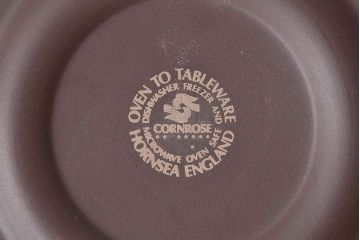 OVEN TO TABLEWARE
DISHWASHER FREEZER AND
CORNROSE
MICROWAVE OVEN SAFE
HORNSEA ENGLAND